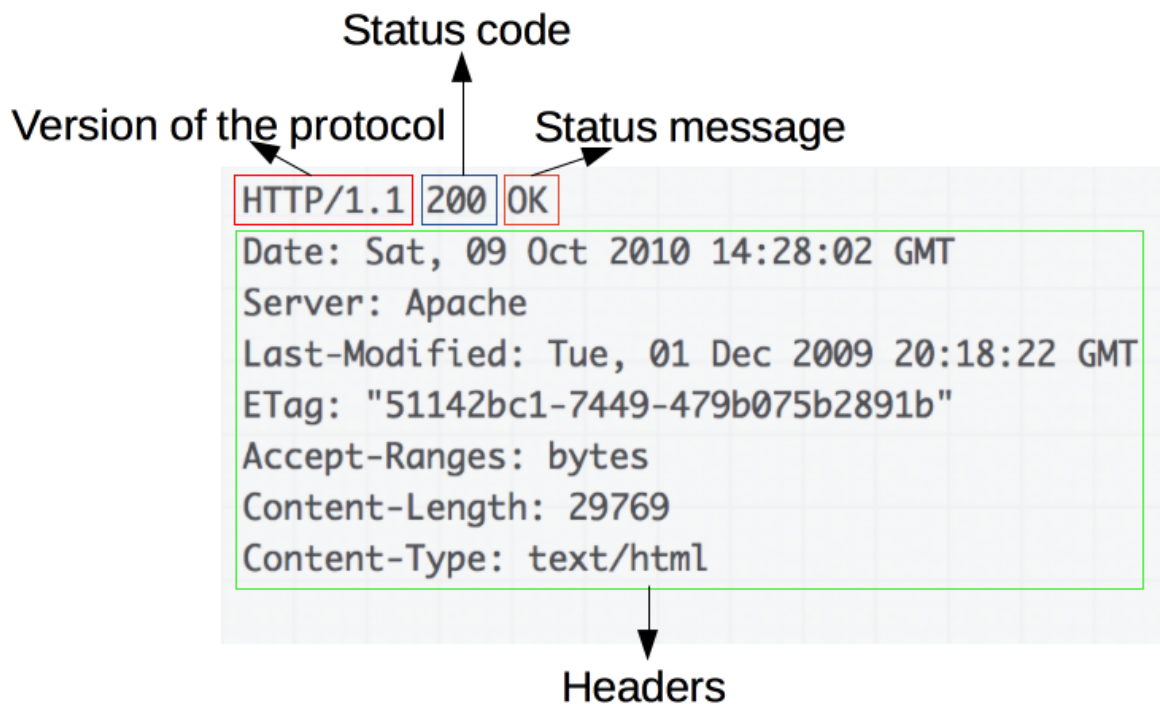 Status code
Version of the protocol
Status message
HTTP/1.1 200 OK
Date: Sat, 09 Oct 2010 14:28:02 GMT
Server: Apache
Last-Modified: Tue, 01 Dec 2009 20:18:22 GMT
ETag: "51142bc1-7449-479b075b2891b"
Accept-Ranges: bytes
Content-Length: 29769
Content-Type: text/html
Headers